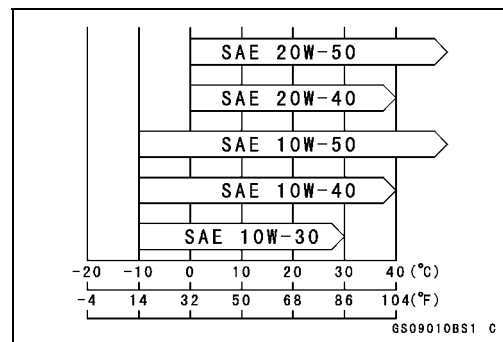 SAE 20W-50
SAE 20W-40
SAE 10W-50
SAE 10W-40
SAE 10W-30
-20 -10 0 10 20 30 40 (°C)
-4 14 32 50 68 86 104(°F)
GS09010BS1 C